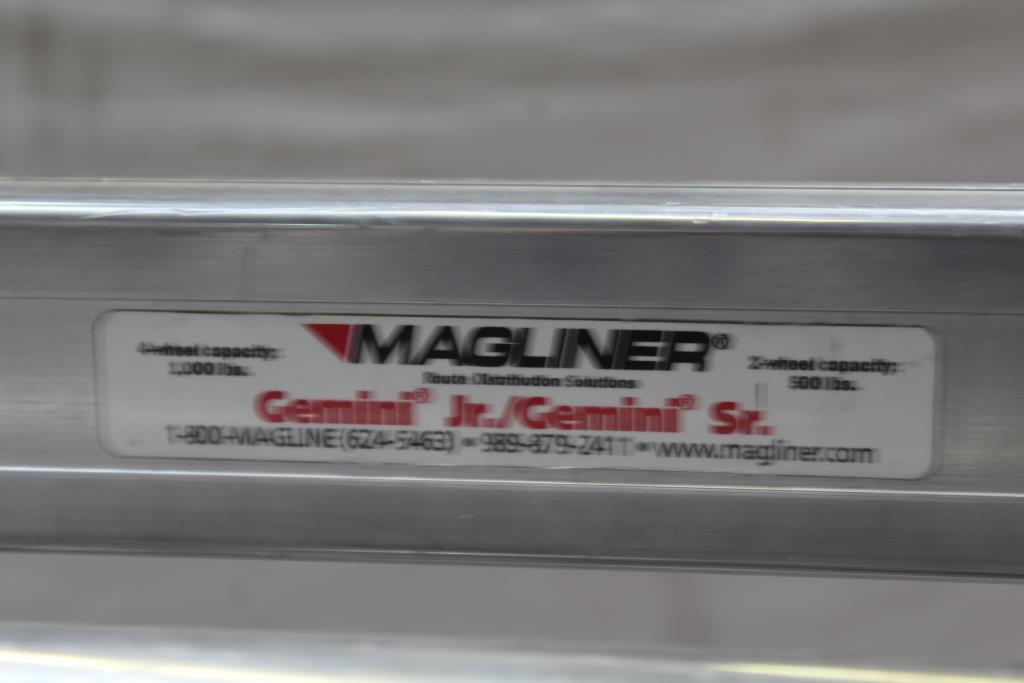 MAGLINER®
4-wheel capacity:
1,000 lbs.
2-wheel capacity:
500 lbs.
Route Distribution Solutions
Gemini® Jr./Gemini® Sr.
1-800-MAGLINE (624-5463) • 989-879-2411 • www.magliner.com